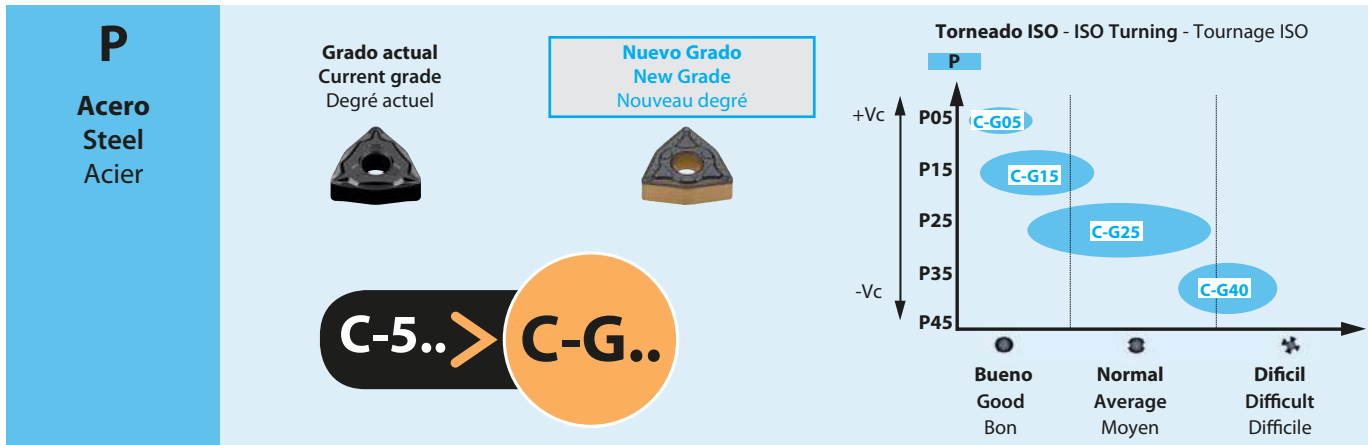 P
Acero
Steel
Acier
Grado actual
Current grade
Degré actuel
Nuevo Grado
New Grade
Nouveau degré
C-5.. > C-G..
Torneado ISO - ISO Turning - Tournage ISO
P
+Vc
-Vc
P05
P15
P25
P35
P45
C-G05
C-G15
C-G25
C-G40
Bueno
Good
Bon
Normal
Average
Moyen
Dificil
Difficult
Difficile